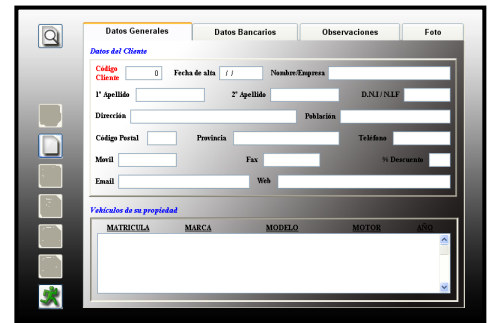 Datos Generales Datos Bancarios Observaciones Foto
Datos del Cliente
Código Cliente 0 Fecha de alta / / Nombre/Empresa
1º Apellido 2º Apellido D.N.I / N.I.F
Dirección Población
Código Postal Provincia Teléfono
Movil Fax % Descuento
Email Web
Vehículos de su propiedad
MATRICULA MARCA MODELO MOTOR AÑO